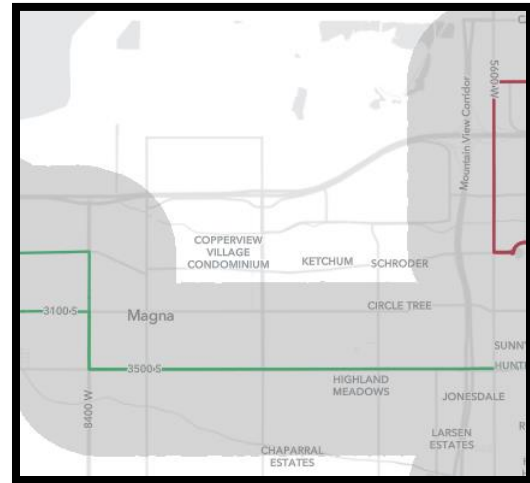 5600 W
Mountain View Corridor
COPPERVIEW
VILLAGE
CONDOMINIUM
KETCHUM
SCHRODER
CIRCLE TREE
3100 S
Magna
SUNN
3500 S
HUNT
HIGHLAND
MEADOWS
JONESDALE
8400 W
LARSEN
ESTATES
CHAPARRAL
ESTATES